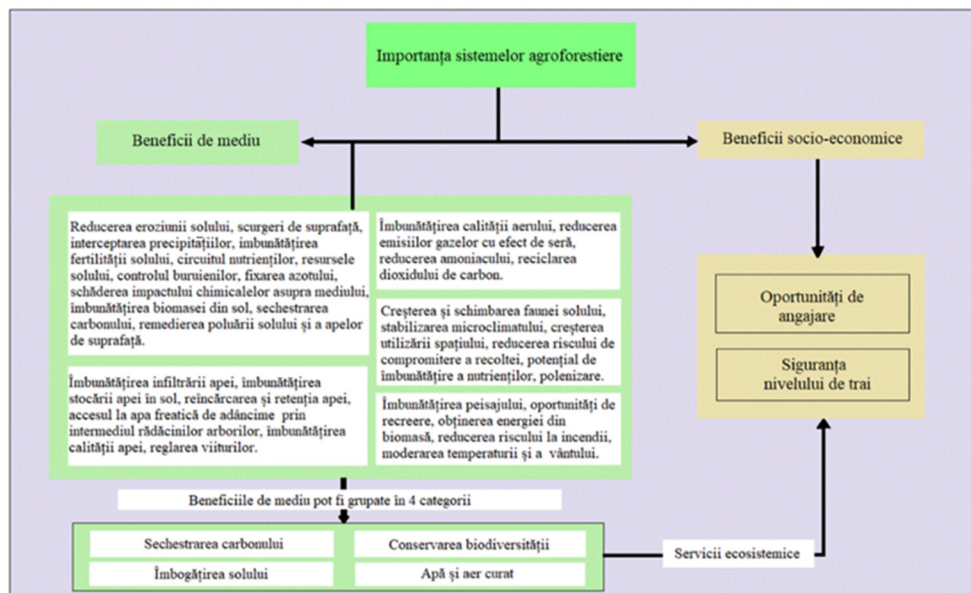 Importanța sistemelor agroforestiere
Beneficii de mediu
Beneficii socio-economice
Reducerea eroziunii solului, scurgeri de suprafață,
interceptarea precipitațiilor, imbunătățirea
fertilității solului, circuitul nutrienților, resursele
solului, controlul buruienilor, fixarea azotului,
schăderea impactului chimicalelor asupra mediului,
îmbunătățirea biomasei din sol, sechestrarea
carbonului, remedierea poluării solului și a apelor
de suprafață.
Îmbunătățirea infiltrării apei, îmbunătățirea
stocării apei în sol, reîncărcarea și retenția apei,
accesul la apa freatică de adâncime prin
intermediul rădăcinilor arborilor, îmbunătățirea
calității apei, reglarea viiturilor.
Îmbunătățirea calității aerului, reducerea
emisiilor gazelor cu efect de seră,
reducerea amoniacului, reciclarea
dioxidului de carbon.
Creșterea și schimbarea faunei solului,
stabilizarea microclimatului, creșterea
utilizării spațiului, reducerea riscului de
compromitere a recoltei, potențial de
îmbunătățire a nutrienților, polenizare.
Îmbunătățirea peisajului, oportunități de
recreere, obținerea energiei din
biomasă, reducerea riscului la incendii,
moderarea temperaturii și a vântului.
Oportunități de
angajare
Siguranța
nivelului de trai
Beneficiile de mediu pot fi grupate în 4 categorii
Sechestrarea carbonului
Conservarea biodiversității
Îmbogățirea solului
Apă și aer curat
Servicii ecosistemice